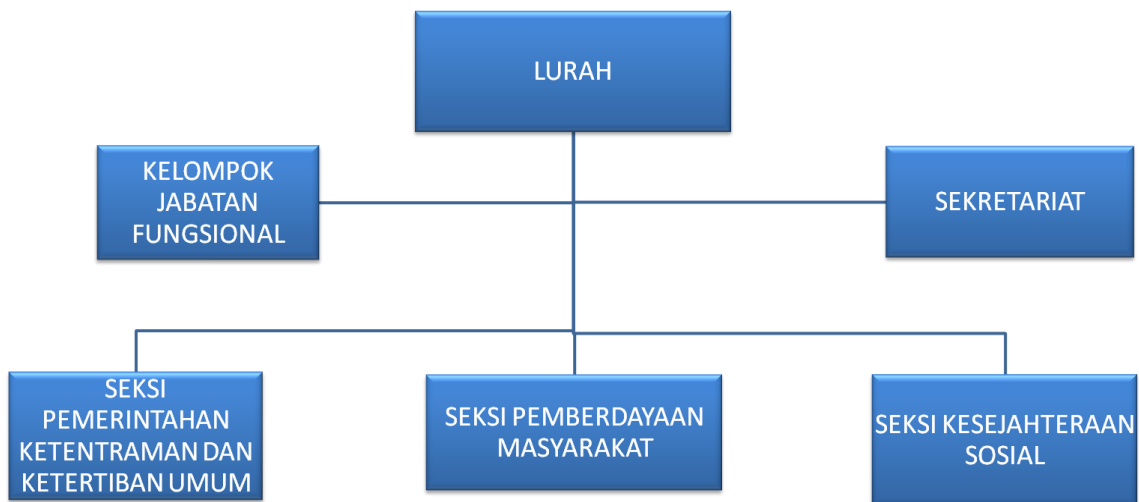 LURAH
KELOMPOK
JABATAN
FUNGSIONAL
SEKRETARIAT
SEKSI
PEMERINTAHAN
KETENTRAMAN DAN
KETERTIBAN UMUM
SEKSI PEMBERDAYAAN
MASYARAKAT
SEKSI KESEJAHTERAAN
SOSIAL